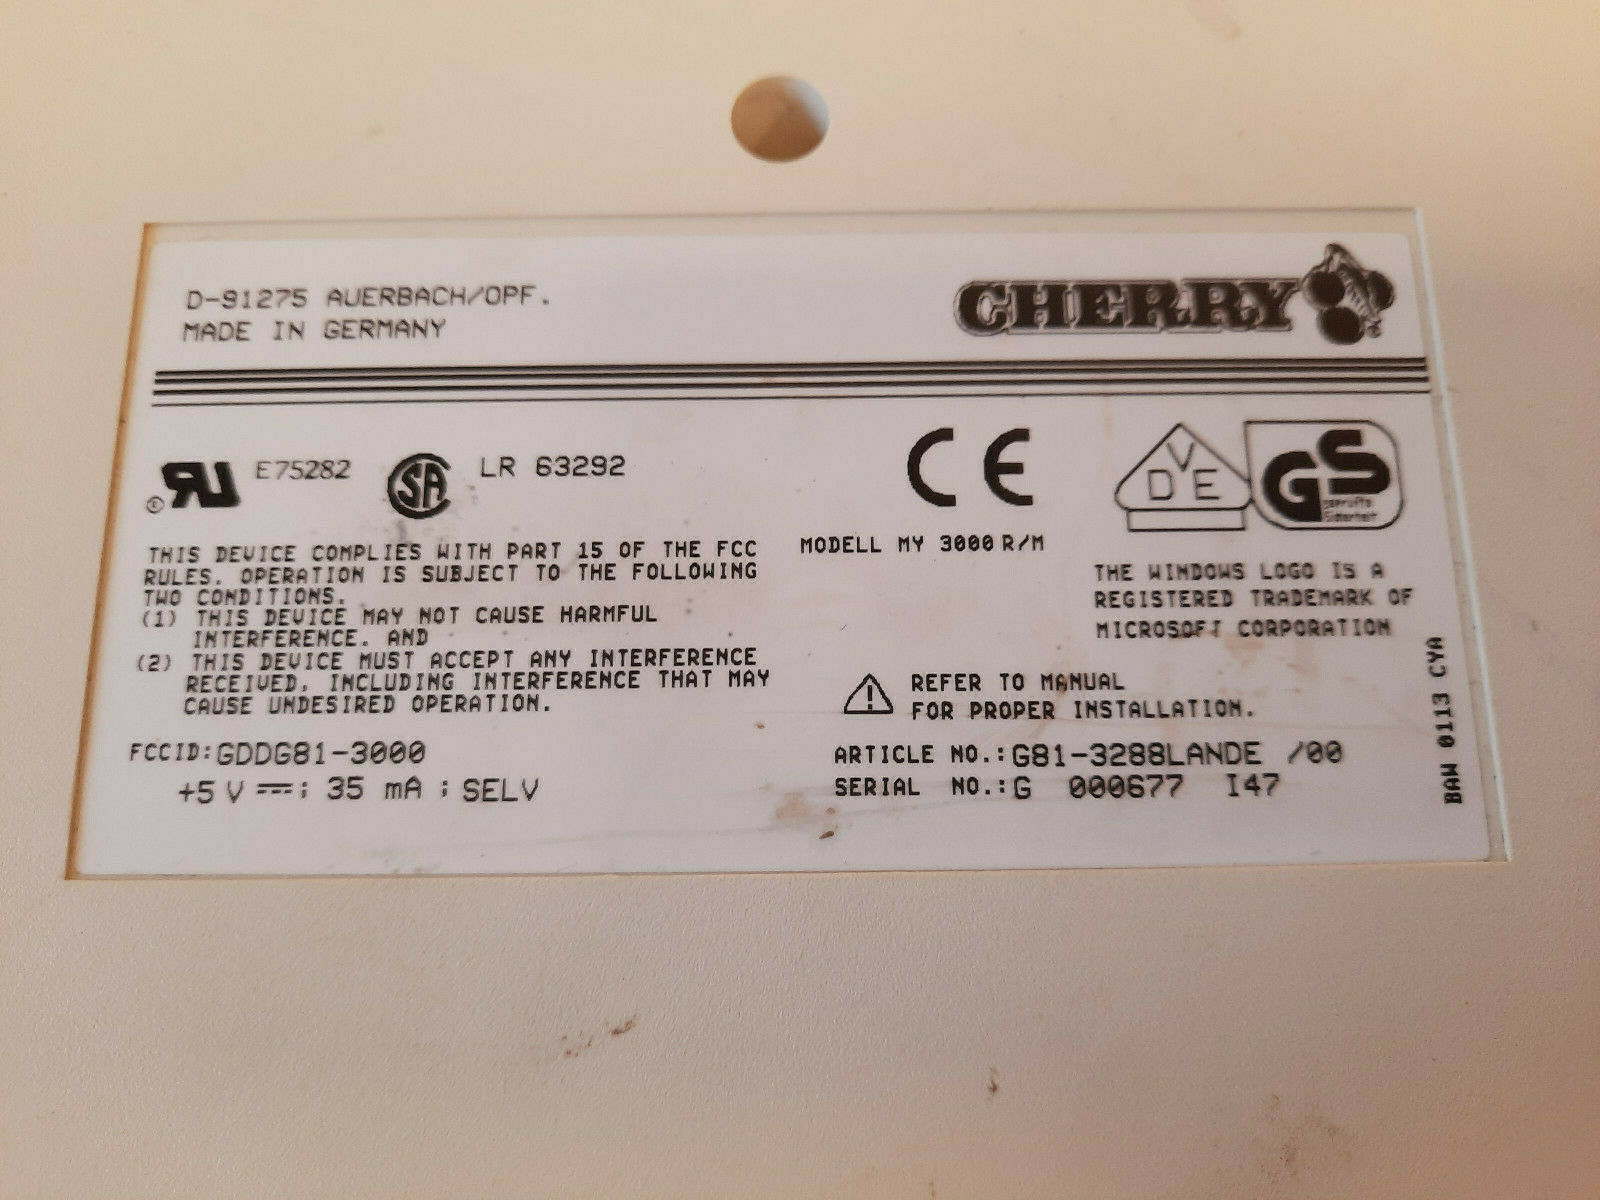 D-91275 AUERBACH/OPF.
MADE IN GERMANY
CHERRY
E75282
SA
LR 63292
CE
VDE
GS
geprüfte
Sicherheit
THIS DEVICE COMPLIES WITH PART 15 OF THE FCC
RULES. OPERATION IS SUBJECT TO THE FOLLOWING
TWO CONDITIONS.
(1) THIS DEVICE MAY NOT CAUSE HARMFUL
INTERFERENCE. AND
(2) THIS DEVICE MUST ACCEPT ANY INTERFERENCE
RECEIVED, INCLUDING INTERFERENCE THAT MAY
CAUSE UNDESIRED OPERATION.
FCCID:GDDG81-3000
+5 V ⎓; 35 mA ; SELV
MODELL MY 3000 R/M
THE WINDOWS LOGO IS A
REGISTERED TRADEMARK OF
MICROSOFT CORPORATION
REFER TO MANUAL
FOR PROPER INSTALLATION.
ARTICLE NO.:G81-3288LANDE /00
SERIAL NO.:G 000677 I47
BAW 0113 CYA